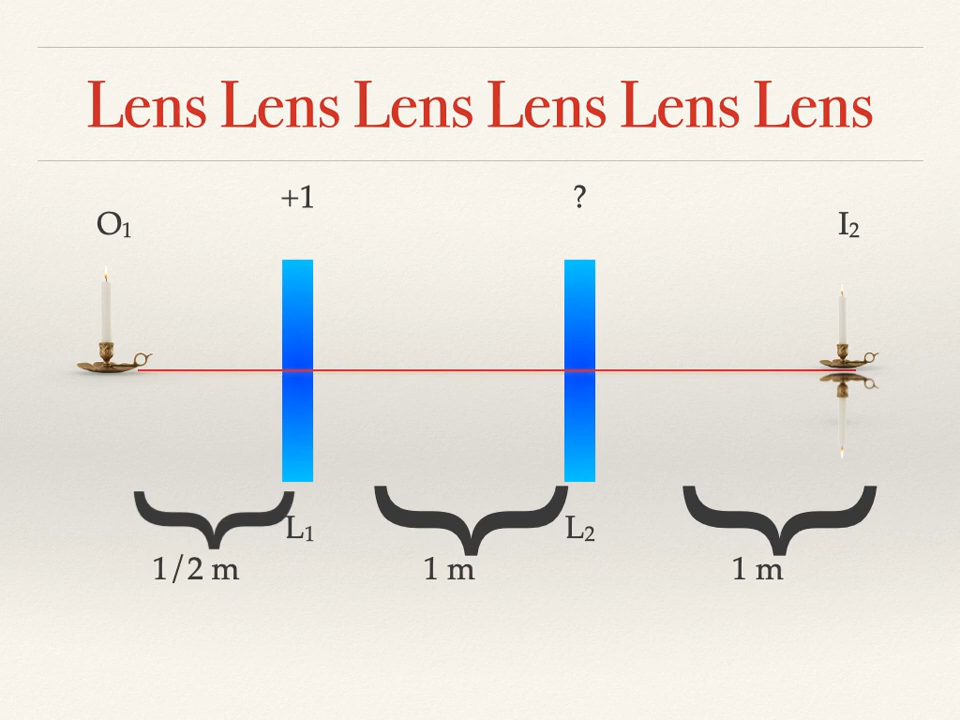 Lens Lens Lens Lens Lens Lens
+1
?
O₁
I₂
L₁
L₂
1/2 m
1 m
1 m